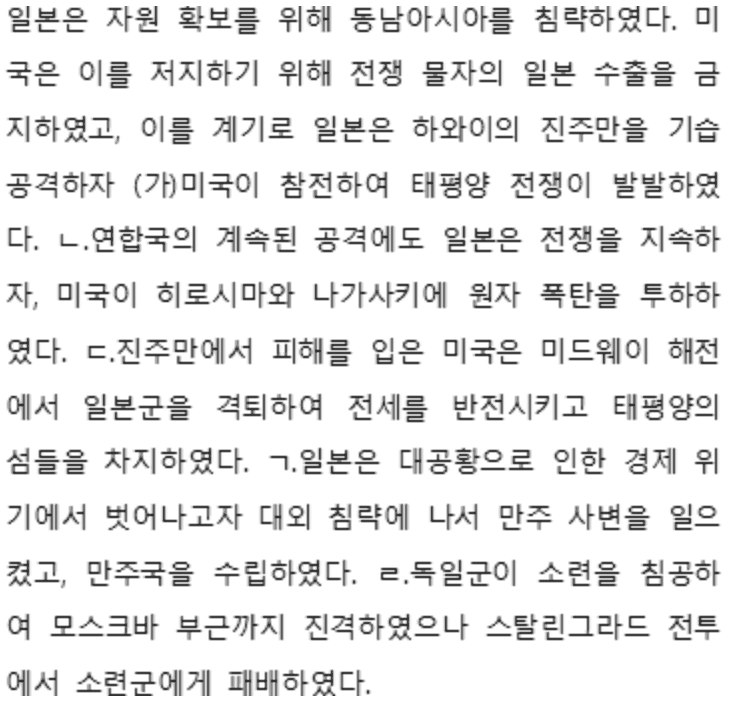 일본은 자원 확보를 위해 동남아시아를 침략하였다. 미
국은 이를 저지하기 위해 전쟁 물자의 일본 수출을 금
지하였고, 이를 계기로 일본은 하와이의 진주만을 기습
공격하자 (가)미국이 참전하여 태평양 전쟁이 발발하였
다. ㄴ.연합국의 계속된 공격에도 일본은 전쟁을 지속하
자, 미국이 히로시마와 나가사키에 원자 폭탄을 투하하
였다. ㄷ.진주만에서 피해를 입은 미국은 미드웨이 해전
에서 일본군을 격퇴하여 전세를 반전시키고 태평양의
섬들을 차지하였다. ㄱ.일본은 대공황으로 인한 경제 위
기에서 벗어나고자 대외 침략에 나서 만주 사변을 일으
켰고, 만주국을 수립하였다. ㄹ.독일군이 소련을 침공하
여 모스크바 부근까지 진격하였으나 스탈린그라드 전투
에서 소련군에게 패배하였다.